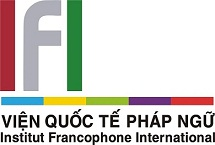 IFI
VIỆN QUỐC TẾ PHÁP NGỮ
Institut Francophone International